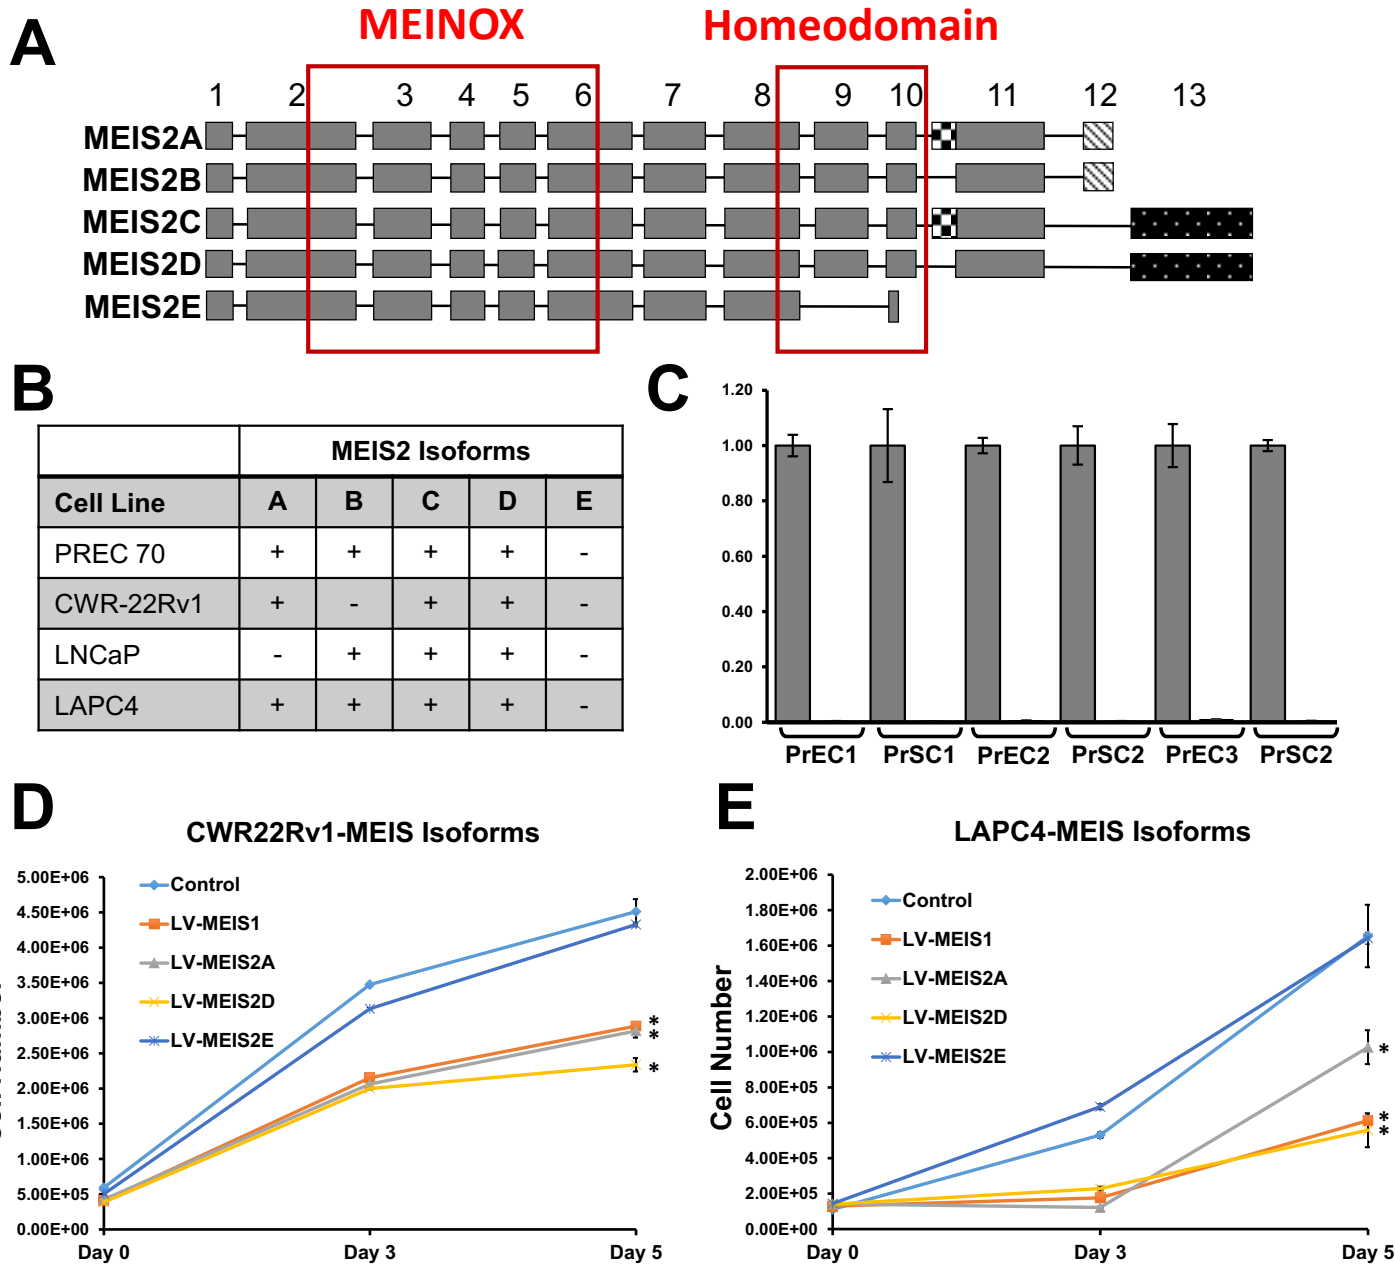 A
MEINOX
Homeodomain
1 2 3 4 5 6 7 8 9 10 11 12 13
MEIS2A
MEIS2B
MEIS2C
MEIS2D
MEIS2E
B
MEIS2 Isoforms
Cell Line A B C D E
PREC 70 + + + + -
CWR-22Rv1 + - + + -
LNCaP - + + + -
LAPC4 + + + + -
C
1.20
1.00
0.80
0.60
0.40
0.20
0.00
PrEC1 PrSC1 PrEC2 PrSC2 PrEC3 PrSC2
D
CWR22Rv1-MEIS Isoforms
5.00E+06
4.50E+06
4.00E+06
3.50E+06
3.00E+06
2.50E+06
2.00E+06
1.50E+06
1.00E+06
5.00E+05
0.00E+00
Control
LV-MEIS1
LV-MEIS2A
LV-MEIS2D
LV-MEIS2E
*
*
*
Day 0 Day 3 Day 5
E
LAPC4-MEIS Isoforms
Cell Number
2.00E+06
1.80E+06
1.60E+06
1.40E+06
1.20E+06
1.00E+06
8.00E+05
6.00E+05
4.00E+05
2.00E+05
0.00E+00
Control
LV-MEIS1
LV-MEIS2A
LV-MEIS2D
LV-MEIS2E
*
*
*
Day 0 Day 3 Day 5